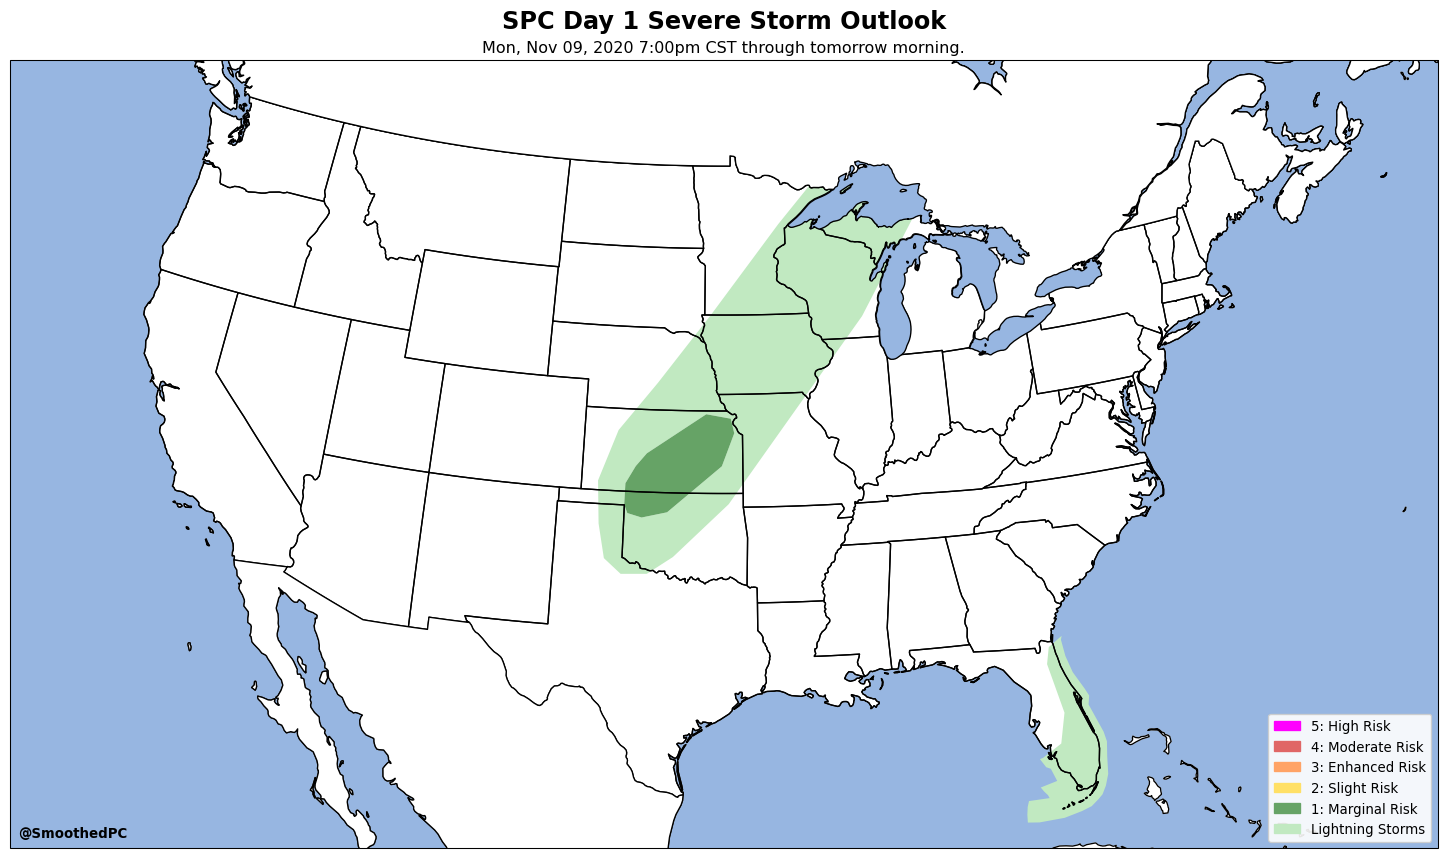 SPC Day 1 Severe Storm Outlook
Mon, Nov 09, 2020 7:00pm CST through tomorrow morning.
5: High Risk
4: Moderate Risk
3: Enhanced Risk
2: Slight Risk
1: Marginal Risk
Lightning Storms
@SmoothedPC